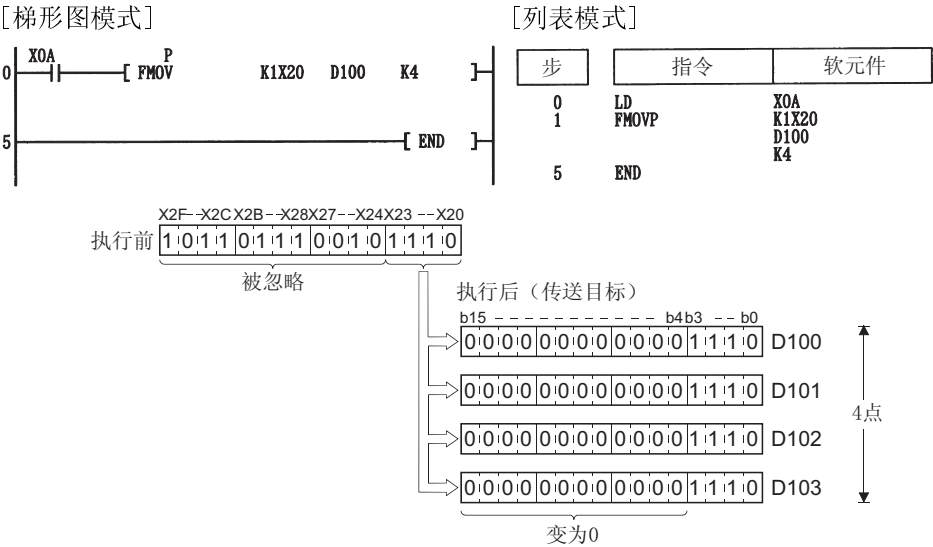 [梯形图模式]
[列表模式]
X0A P
0 FMOV K1X20 D100 K4
5 END
步 指令 软元件
0 LD X0A
1 FMOVP K1X20
D100
K4
5 END
X2F--X2C X2B--X28 X27--X24 X23 --X20
执行前 1 0 1 1 0 1 1 1 0 0 1 0 1 1 1 0
被忽略
执行后（传送目标）
b15 - - - - - - - - - - - b4 b3 -- b0
0 0 0 0 0 0 0 0 0 0 0 0 1 1 1 0 D100
0 0 0 0 0 0 0 0 0 0 0 0 1 1 1 0 D101
4点
0 0 0 0 0 0 0 0 0 0 0 0 1 1 1 0 D102
0 0 0 0 0 0 0 0 0 0 0 0 1 1 1 0 D103
变为0